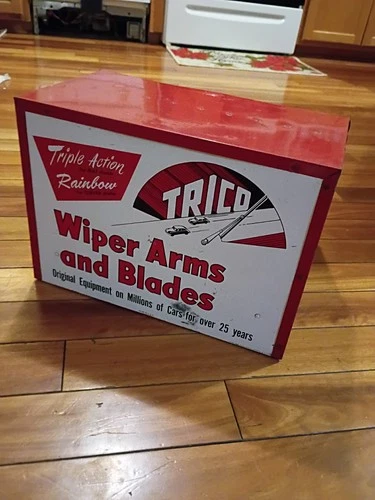 Triple Action
Rainbow
TRICO
Wiper Arms
and Blades
Original Equipment on Millions of Cars for over 25 years